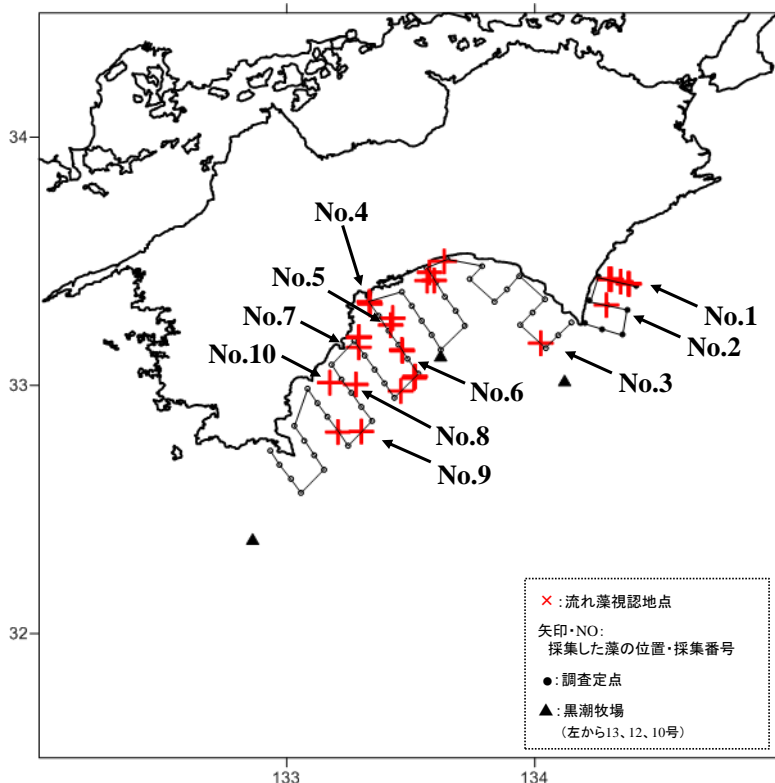 34
33
32
133
134
No.4
No.5
No.7
No.10
No.1
No.2
No.3
No.6
No.8
No.9
×:流れ藻視認地点
矢印・NO:
採集した藻の位置・採集番号
●:調査定点
▲:黒潮牧場
(左から13、12、10号)